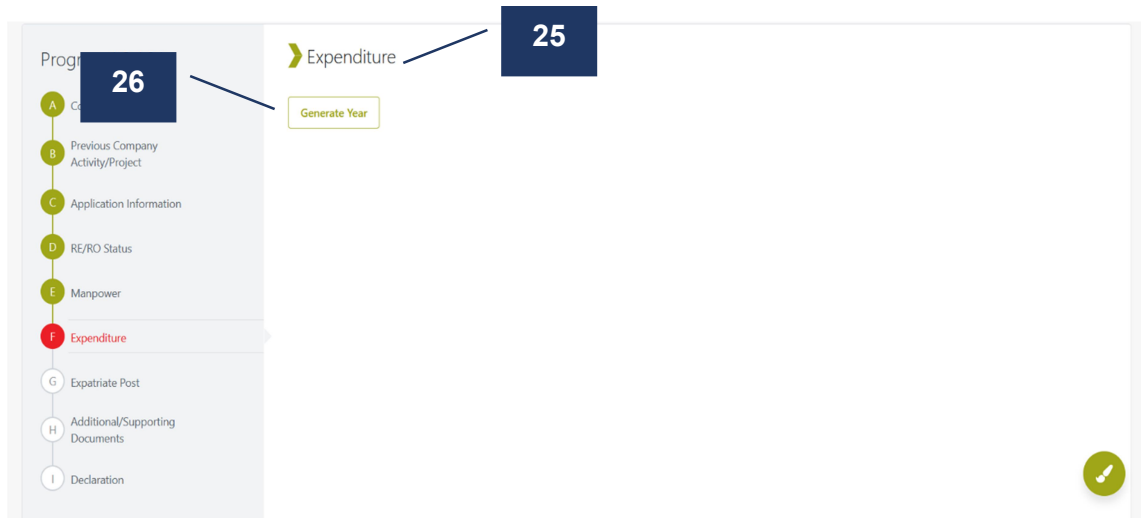 25
Expenditure
26
Generate Year
A
B
Previous Company
Activity/Project
C
Application Information
D
RE/RO Status
E
Manpower
F
Expenditure
G
Expatriate Post
H
Additional/Supporting
Documents
I
Declaration